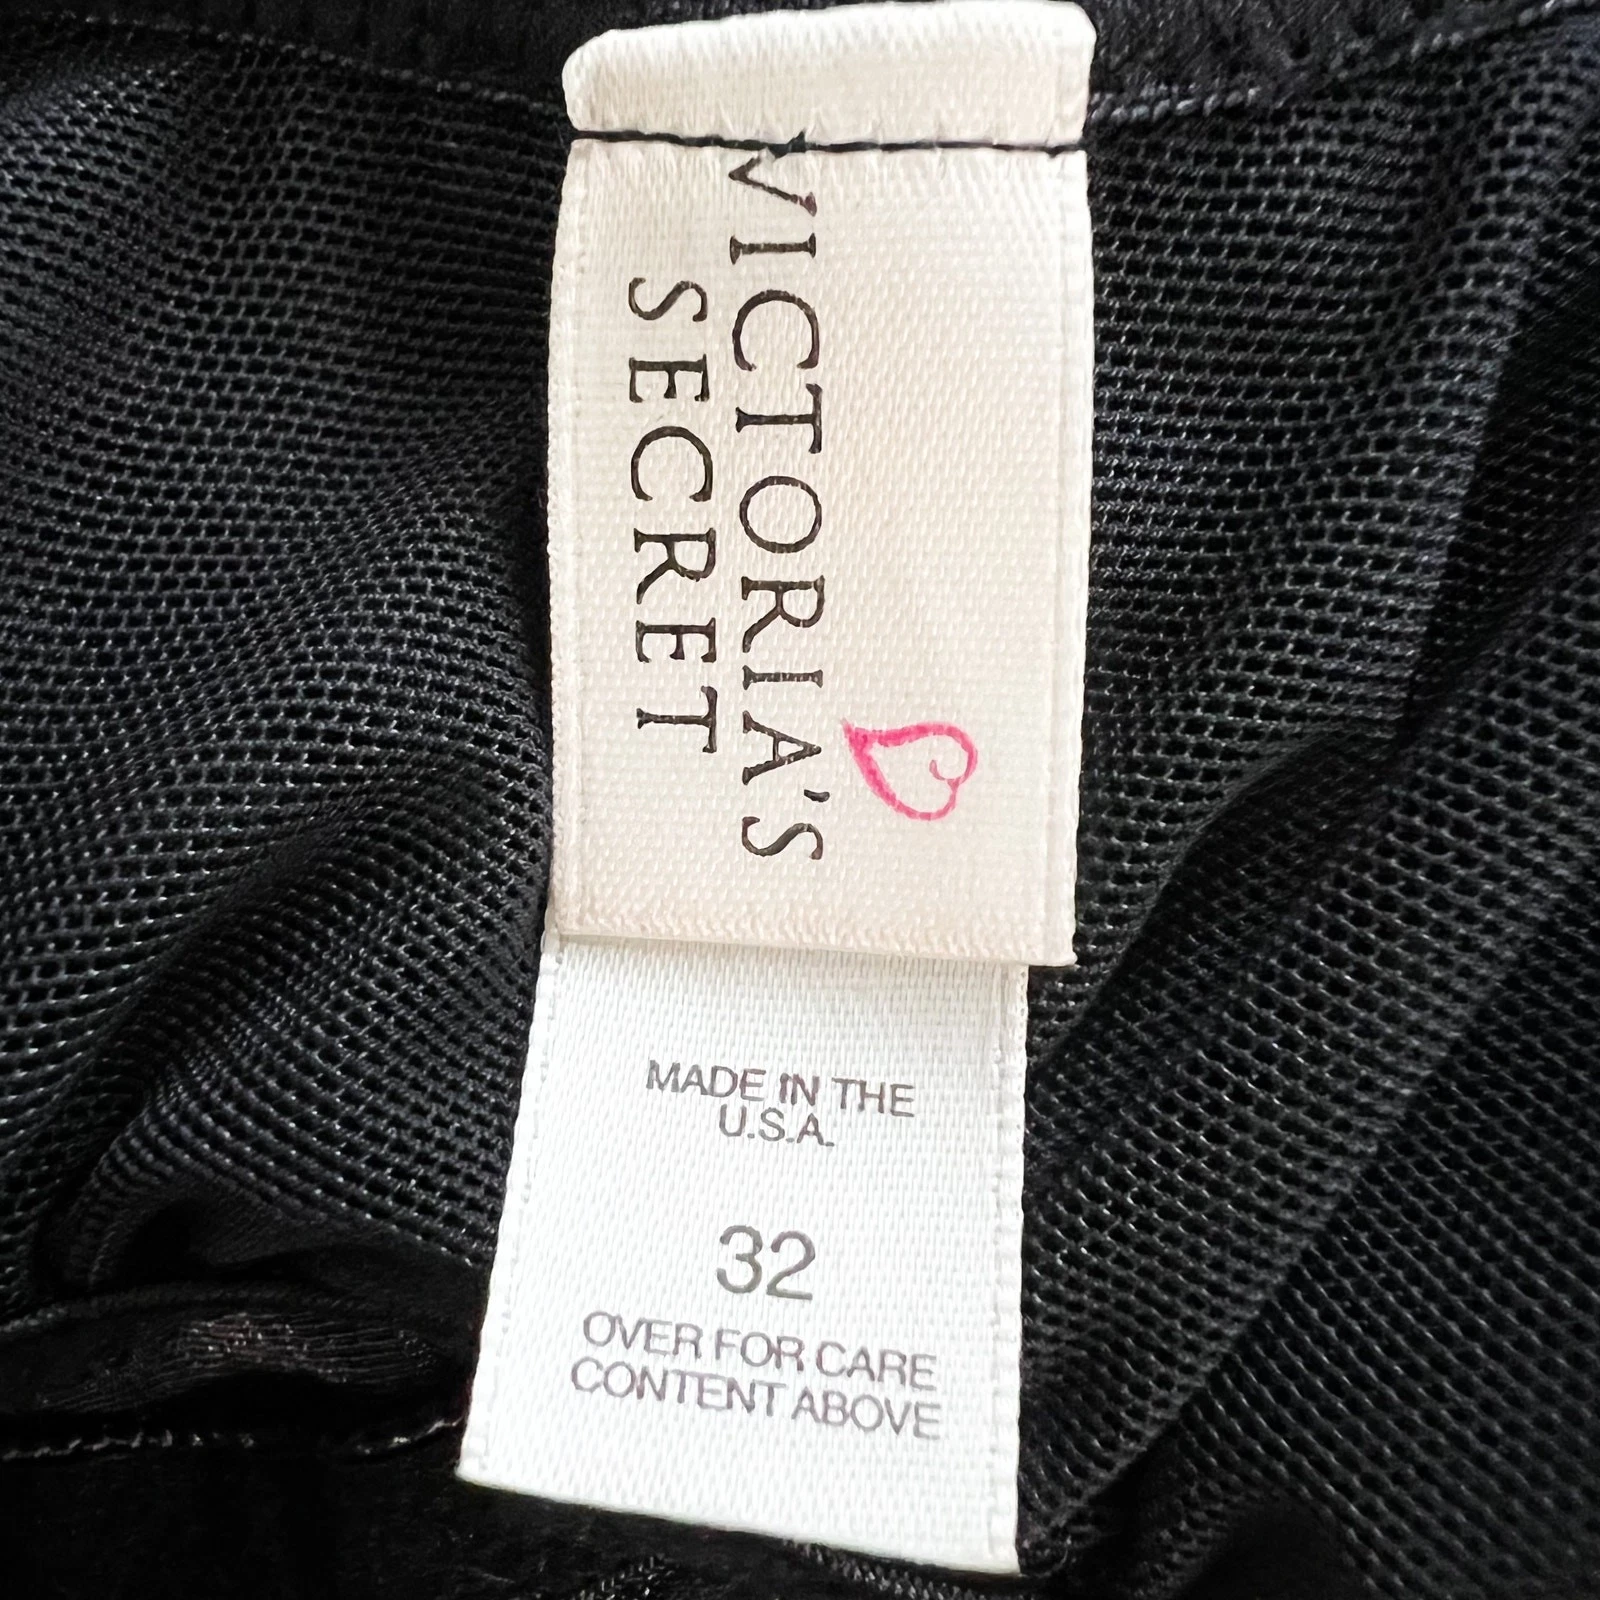 VICTORIA'S
SECRET
MADE IN THE
U.S.A.
32
OVER FOR CARE
CONTENT ABOVE